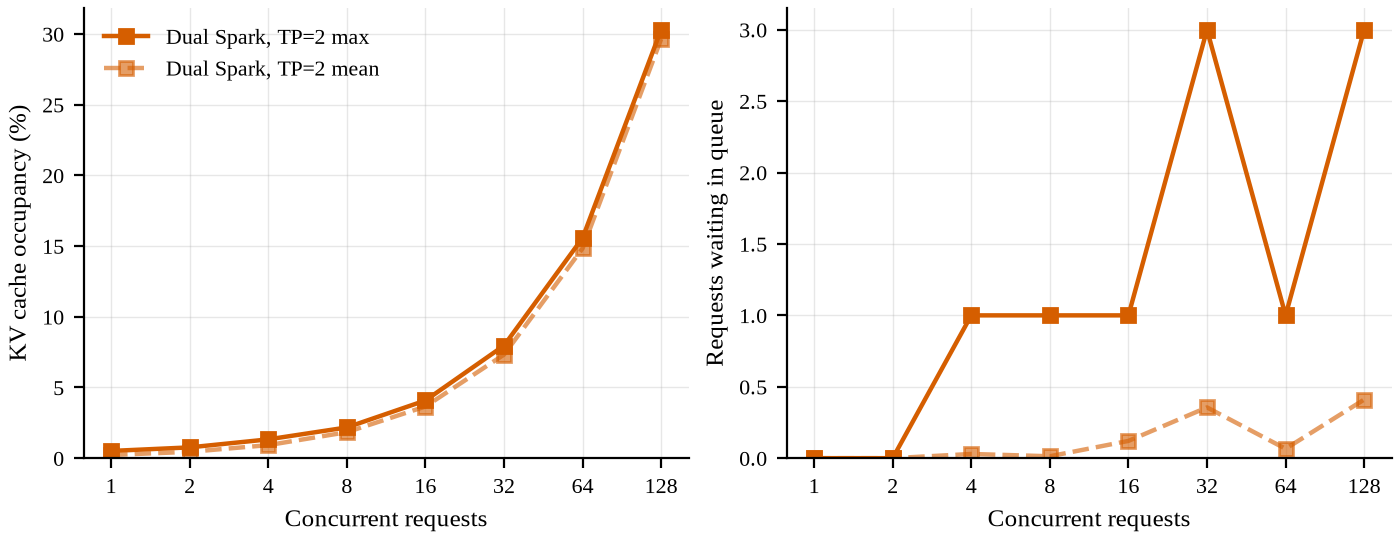 KV cache occupancy (%)
30
25
20
15
10
5
0
Dual Spark, TP=2 max
Dual Spark, TP=2 mean
1 2 4 8 16 32 64 128
Concurrent requests
Requests waiting in queue
3.0
2.5
2.0
1.5
1.0
0.5
0.0
1 2 4 8 16 32 64 128
Concurrent requests